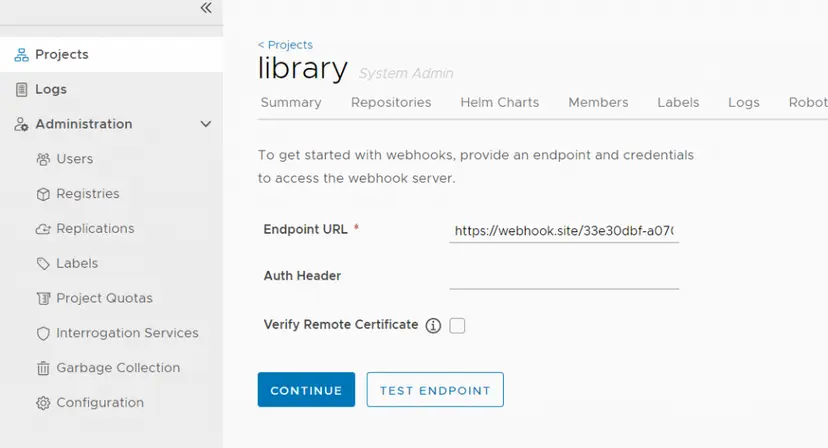 Projects
Logs
Administration
Users
Registries
Replications
Labels
Project Quotas
Interrogation Services
Garbage Collection
Configuration
< Projects
library System Admin
Summary Repositories Helm Charts Members Labels Logs Robot
To get started with webhooks, provide an endpoint and credentials
to access the webhook server.
Endpoint URL * https://webhook.site/33e30dbf-a070
Auth Header
Verify Remote Certificate
CONTINUE TEST ENDPOINT